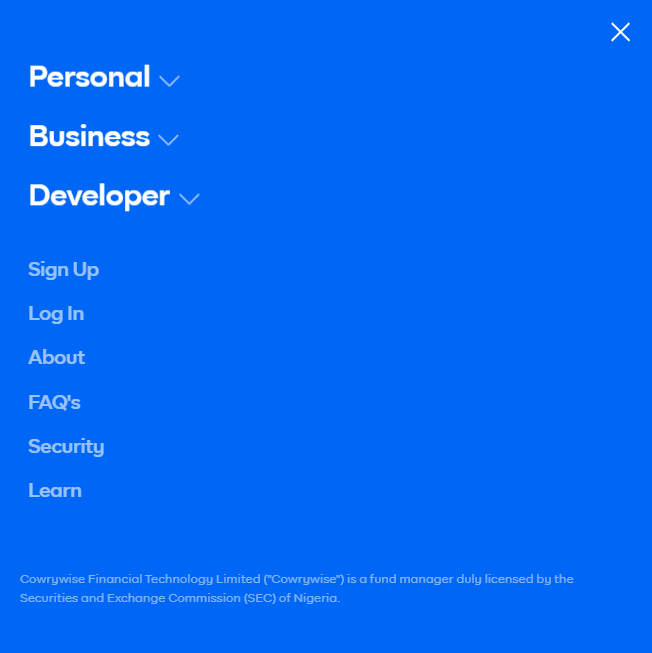 Personal
Business
Developer
Sign Up
Log In
About
FAQ's
Security
Learn
Cowrywise Financial Technology Limited ("Cowrywise") is a fund manager duly licensed by the
Securities and Exchange Commission (SEC) of Nigeria.